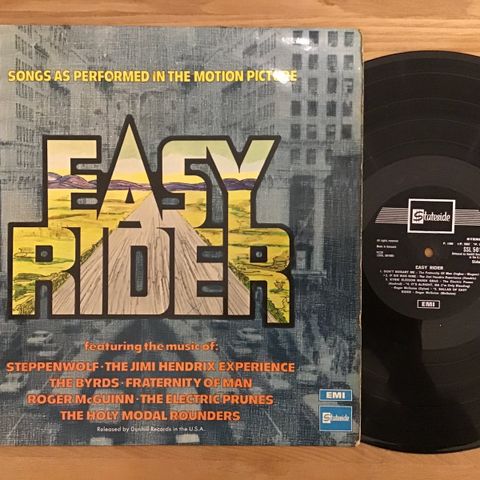 SONGS AS PERFORMED IN THE MOTION PICTURE
EASY
RIDER
featuring the music of:
STEPPENWOLF · THE JIMI HENDRIX EXPERIENCE
THE BYRDS · FRATERNITY OF MAN
ROGER McGUINN · THE ELECTRIC PRUNES
THE HOLY MODAL ROUNDERS
Released by Dunhill Records in the U.S.A.
EMI
Stateside
Stateside
EASY RIDER
EMI